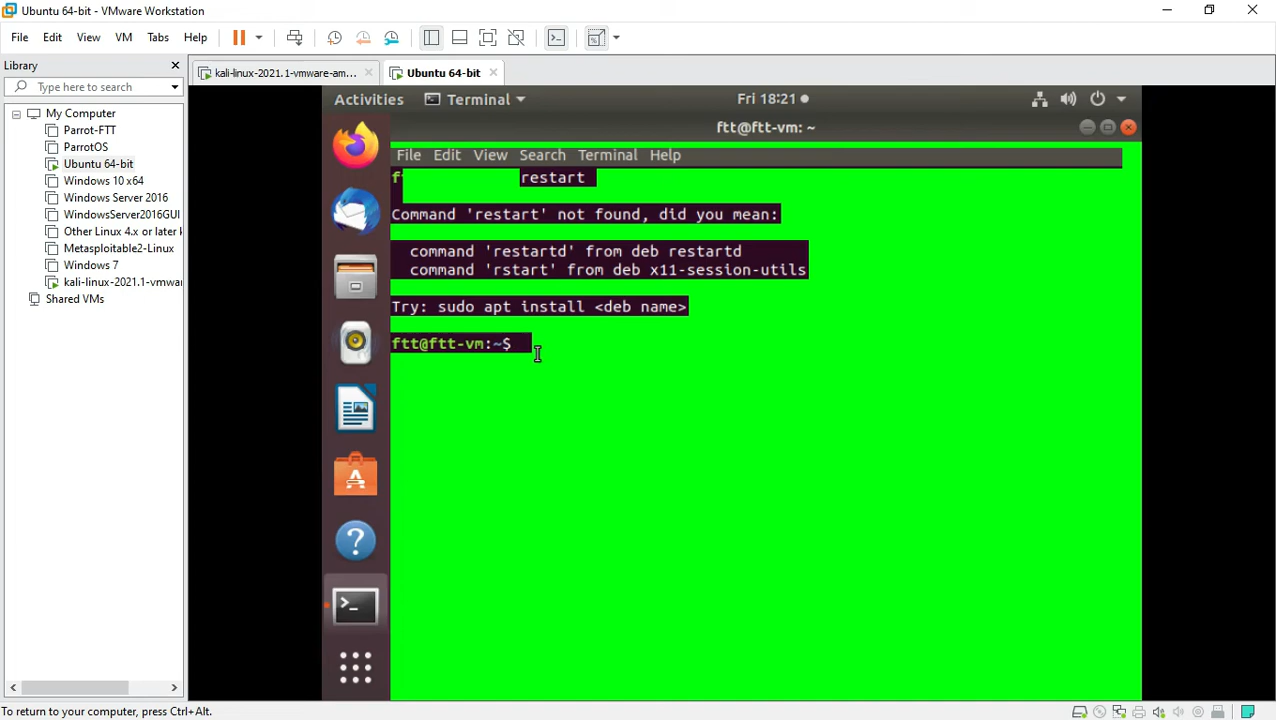 Ubuntu 64-bit - VMware Workstation
File Edit View VM Tabs Help
Library
Type here to search
My Computer
Parrot-FTT
ParrotOS
Ubuntu 64-bit
Windows 10 x64
Windows Server 2016
WindowsServer2016GUI
Other Linux 4.x or later k
Metasploitable2-Linux
Windows 7
kali-linux-2021.1-vmwar
Shared VMs
kali-linux-2021.1-vmware-am...
Ubuntu 64-bit
Activities Terminal Fri 18:21
ftt@ftt-vm: ~
File Edit View Search Terminal Help
f restart
Command 'restart' not found, did you mean:
command 'restartd' from deb restartd
command 'rstart' from deb x11-session-utils
Try: sudo apt install <deb name>
ftt@ftt-vm:~$
To return to your computer, press Ctrl+Alt.